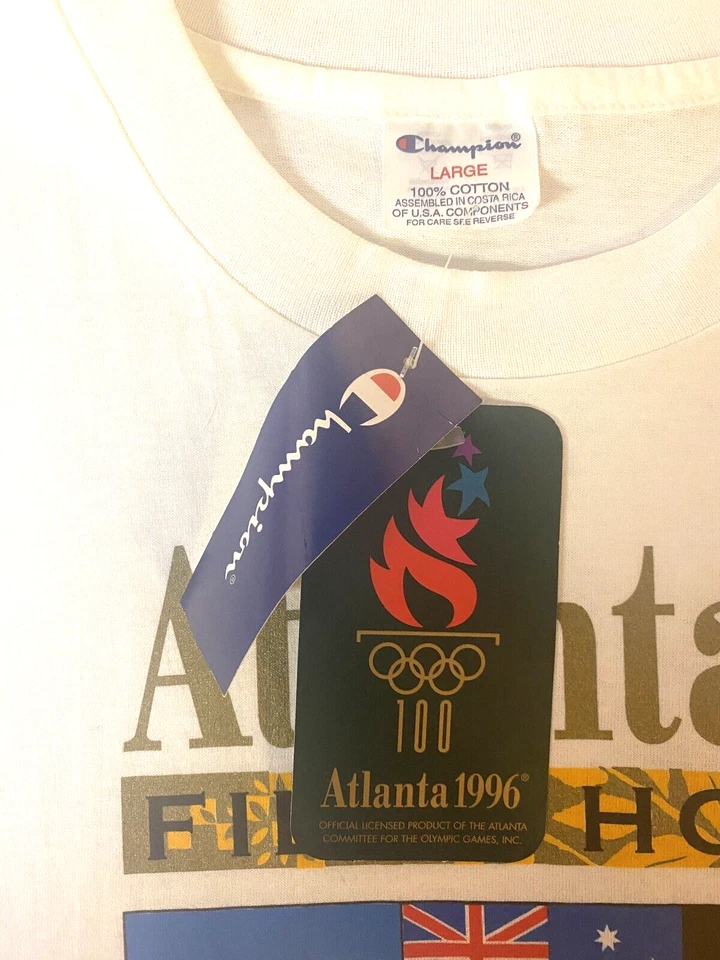 Champion®
LARGE
100% COTTON
ASSEMBLED IN COSTA RICA
OF U.S.A. COMPONENTS
FOR CARE SEE REVERSE
Champion®
100
Atlanta 1996®
OFFICIAL LICENSED PRODUCT OF THE ATLANTA
COMMITTEE FOR THE OLYMPIC GAMES, INC.